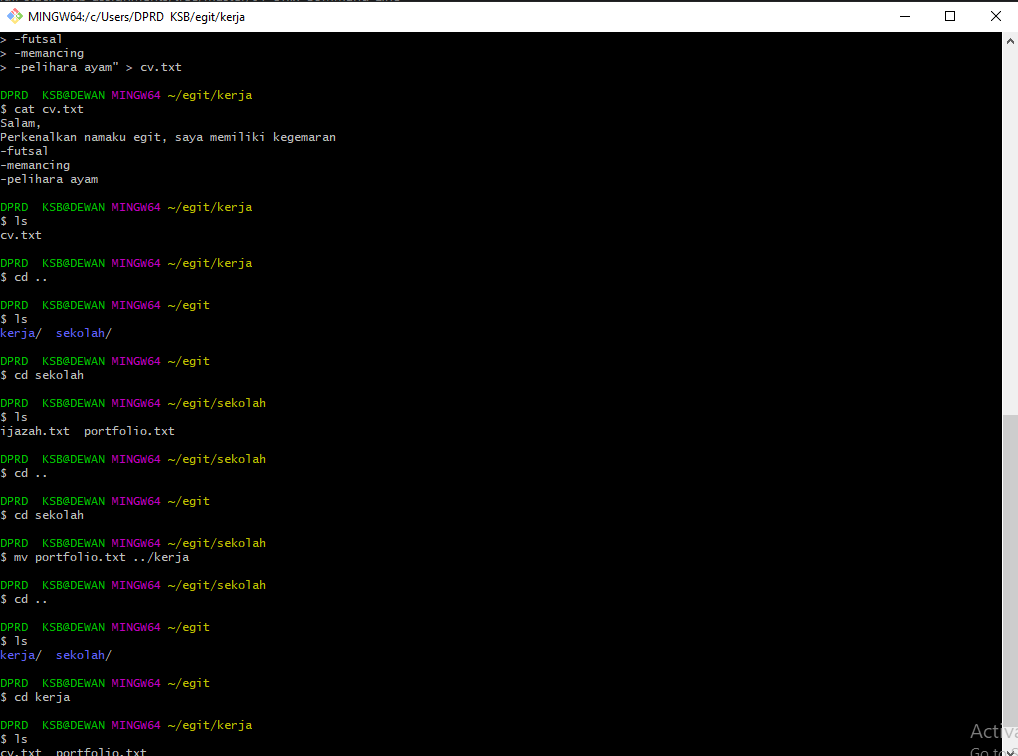 MINGW64:/c/Users/DPRD KSB/egit/kerja
> -futsal
> -memancing
> -pelihara ayam" > cv.txt
DPRD  KSB@DEWAN MINGW64 ~/egit/kerja
$ cat cv.txt
Salam,
Perkenalkan namaku egit, saya memiliki kegemaran
-futsal
-memancing
-pelihara ayam
DPRD  KSB@DEWAN MINGW64 ~/egit/kerja
$ ls
cv.txt
DPRD  KSB@DEWAN MINGW64 ~/egit/kerja
$ cd ..
DPRD  KSB@DEWAN MINGW64 ~/egit
$ ls
kerja/  sekolah/
DPRD  KSB@DEWAN MINGW64 ~/egit
$ cd sekolah
DPRD  KSB@DEWAN MINGW64 ~/egit/sekolah
$ ls
ijazah.txt  portfolio.txt
DPRD  KSB@DEWAN MINGW64 ~/egit/sekolah
$ cd ..
DPRD  KSB@DEWAN MINGW64 ~/egit
$ cd sekolah
DPRD  KSB@DEWAN MINGW64 ~/egit/sekolah
$ mv portfolio.txt ../kerja
DPRD  KSB@DEWAN MINGW64 ~/egit/sekolah
$ cd ..
DPRD  KSB@DEWAN MINGW64 ~/egit
$ ls
kerja/  sekolah/
DPRD  KSB@DEWAN MINGW64 ~/egit
$ cd kerja
DPRD  KSB@DEWAN MINGW64 ~/egit/kerja
$ ls
cv.txt  portfolio.txt
Activa
Go to